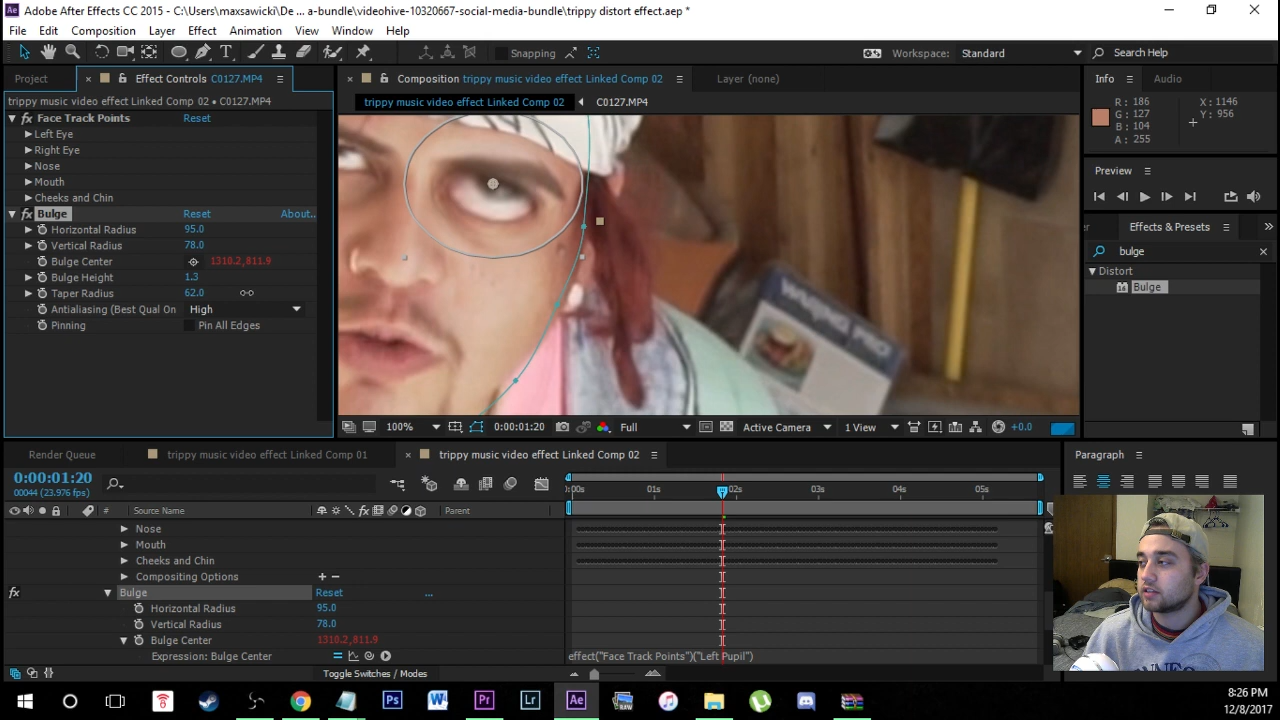 Adobe After Effects CC 2015 - C:\Users\maxsawicki\De ... a-bundle\videohive-10320967-social-media-bundle\trippy distort effect.aep *
File Edit Composition Layer Effect Animation View Window Help
Snapping
Workspace: Standard
Search Help
Project
Effect Controls C0127.MP4
Composition trippy music video effect Linked Comp 02
Layer (none)
Info
Audio
trippy music video effect Linked Comp 02 • C0127.MP4
trippy music video effect Linked Comp 02
C0127.MP4
R: 186
G: 127
B: 104
A: 255
X: 1146
Y: 956
fx Face Track Points Reset
Left Eye
Right Eye
Nose
Mouth
Cheeks and Chin
fx Bulge Reset About..
Horizontal Radius 95.0
Vertical Radius 78.0
Bulge Center 1310.2,811.9
Bulge Height 1.3
Taper Radius 62.0
Antialiasing (Best Qual On High
Pinning Pin All Edges
Preview
Effects & Presets
bulge
Distort
Bulge
100%
0:00:01:20
Full
Active Camera
1 View
+0.0
Render Queue
trippy music video effect Linked Comp 01
trippy music video effect Linked Comp 02
Paragraph
0:00:01:20
00044 (23.976 fps)
:00s 01s 02s 03s 04s 05s
# Source Name
Parent
Nose
Mouth
Cheeks and Chin
Compositing Options
fx Bulge Reset ...
Horizontal Radius 95.0
Vertical Radius 78.0
Bulge Center 1310.2,811.9
Expression: Bulge Center
effect("Face Track Points")("Left Pupil")
Toggle Switches / Modes
Ps
W
Pr
Lr
Ae
RAW
8:26 PM
12/8/2017